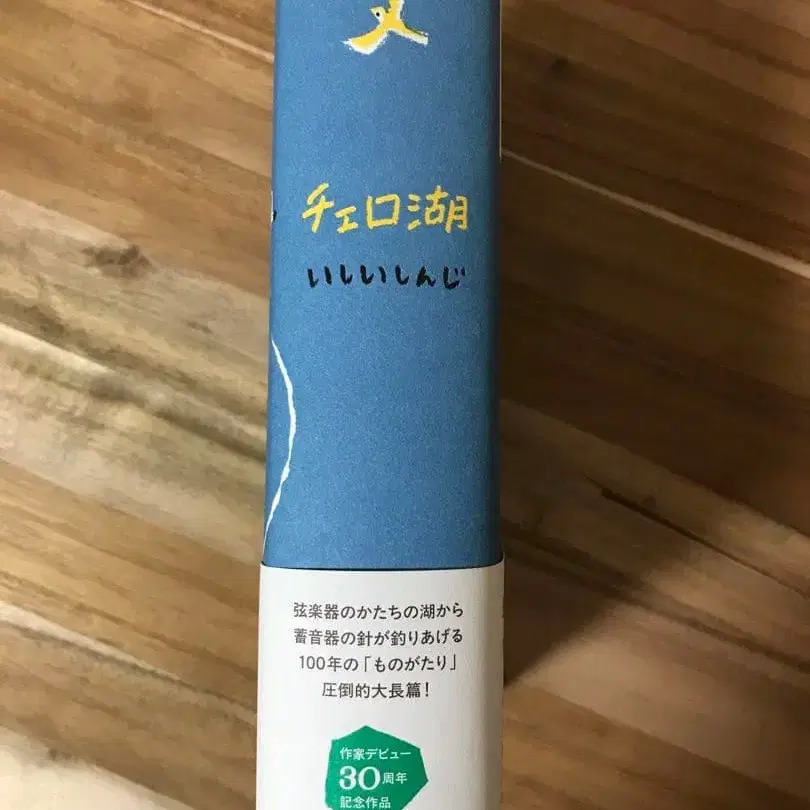 チェロ湖
いしいしんじ
弦楽器のかたちの湖から
蓄音器の針が釣りあげる
100年の「ものがたり」
圧倒的大長篇!
作家デビュー
30周年
記念作品